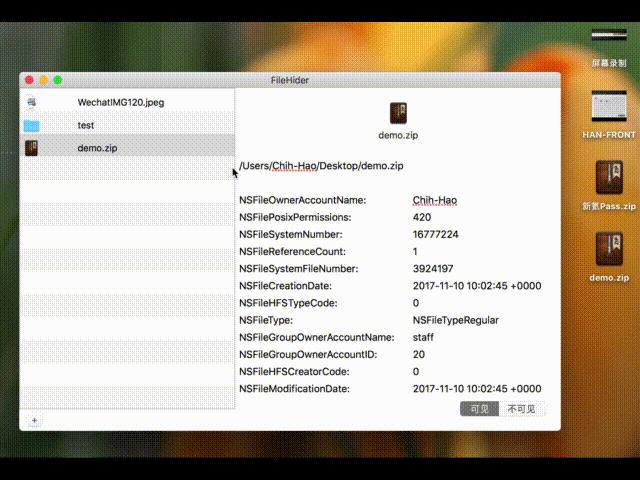 FileHider
WechatIMG120.jpeg
test
demo.zip
demo.zip
/Users/Chih-Hao/Desktop/demo.zip
NSFileOwnerAccountName: Chih-Hao
NSFilePosixPermissions: 420
NSFileSystemNumber: 16777224
NSFileReferenceCount: 1
NSFileSystemFileNumber: 3924197
NSFileCreationDate: 2017-11-10 10:02:45 +0000
NSFileHFSTypeCode: 0
NSFileType: NSFileTypeRegular
NSFileGroupOwnerAccountName: staff
NSFileGroupOwnerAccountID: 20
NSFileHFSCreatorCode: 0
NSFileModificationDate: 2017-11-10 10:02:45 +0000
可见 不可见
+
屏幕录制
HAN-FRONT
新氪Pass.zip
demo.zip